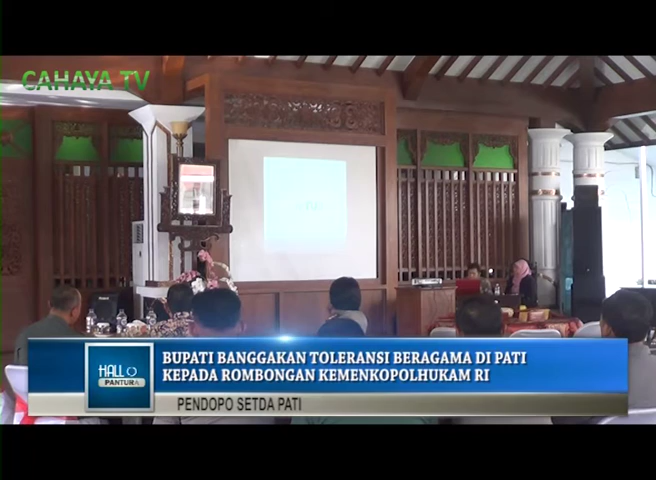 CAHAYA TV
HALLO
PANTURA
BUPATI BANGGAKAN TOLERANSI BERAGAMA DI PATI
KEPADA ROMBONGAN KEMENKOPOLHUKAM RI
PENDOPO SETDA PATI